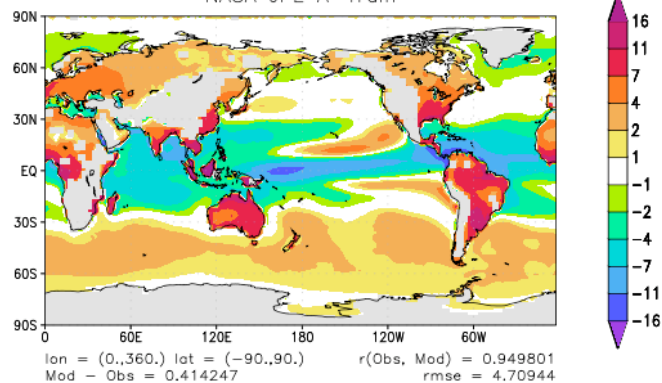 90N
60N
30N
EQ
30S
60S
90S
0 60E 120E 180 120W 60W
16
11
7
4
2
1
−1
−2
−4
−7
−11
−16
lon = (0.,360.) lat = (−90.,90.) r(Obs, Mod) = 0.949801
Mod − Obs = 0.414247 rmse = 4.70944